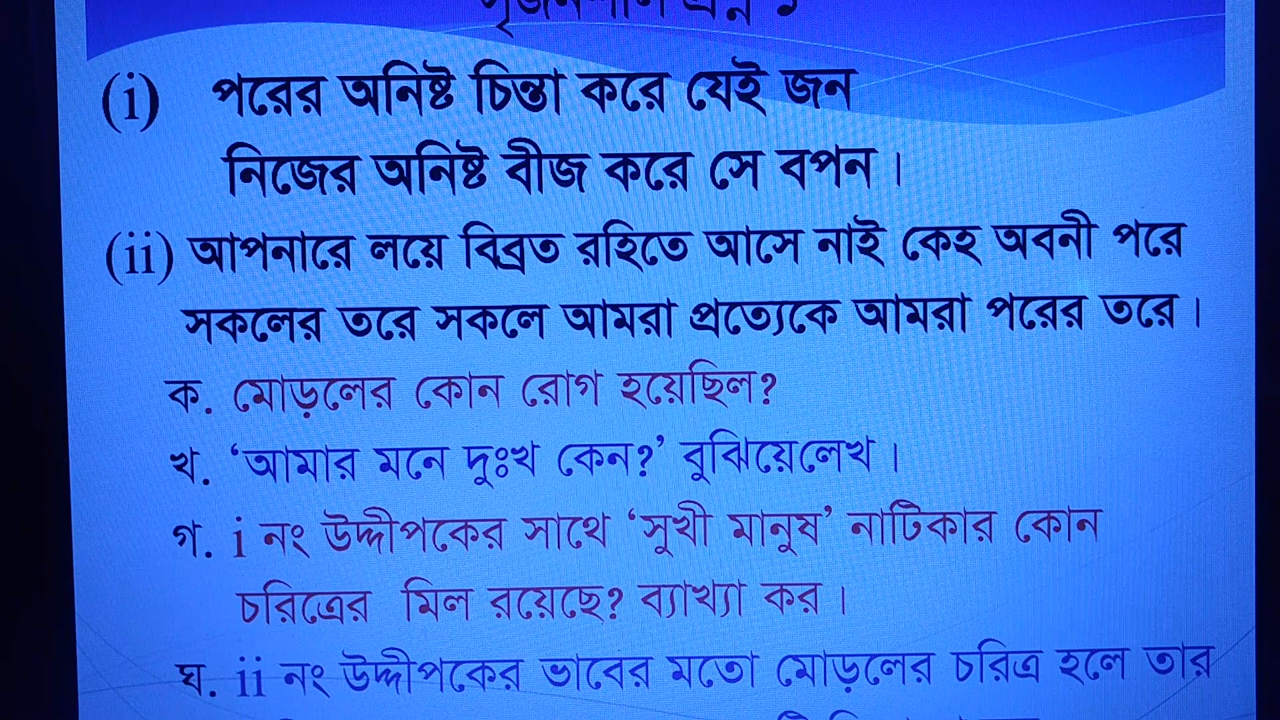 (i) পরের অনিষ্ট চিন্তা করে যেই জন
নিজের অনিষ্ট বীজ করে সে বপন।
(ii) আপনারে লয়ে বিব্রত রহিতে আসে নাই কেহ অবনী পরে
সকলের তরে সকলে আমরা প্রত্যেকে আমরা পরের তরে।
ক. মোড়লের কোন রোগ হয়েছিল?
খ. ‘আমার মনে দুঃখ কেন?’ বুঝিয়েলেখ।
গ. i নং উদ্দীপকের সাথে ‘সুখী মানুষ’ নাটিকার কোন
চরিত্রের মিল রয়েছে? ব্যাখ্যা কর।
ঘ. ii নং উদ্দীপকের ভাবের মতো মোড়লের চরিত্র হলে তার